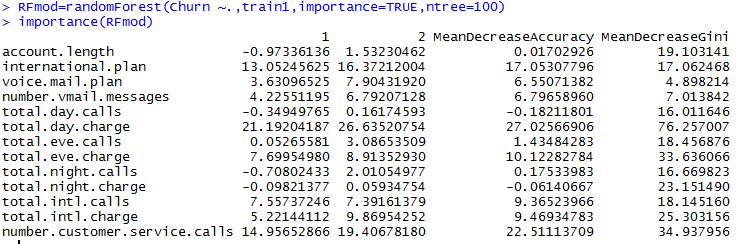 > RFmod=randomForest(Churn ~.,train1,importance=TRUE,ntree=100)
> importance(RFmod)
1 2 MeanDecreaseAccuracy MeanDecreaseGini
account.length -0.97336136 1.53230462 0.01702926 19.103141
international.plan 13.05245625 16.37212004 17.05307796 17.062468
voice.mail.plan 3.63096525 7.90431920 6.55071382 4.898214
number.vmail.messages 4.22551195 6.79207128 6.79658960 7.013842
total.day.calls -0.34949765 0.16174593 -0.18211801 16.011646
total.day.charge 21.19204187 26.63520754 27.02566906 76.257007
total.eve.calls 0.05265581 3.08653509 1.43484283 18.456876
total.eve.charge 7.69954980 8.91352930 10.12282784 33.636066
total.night.calls -0.70802433 2.01054977 0.17533983 16.669823
total.night.charge -0.09821377 0.05934754 -0.06140667 23.151490
total.intl.calls 7.55737246 7.39161379 9.36523966 18.145160
total.intl.charge 5.22144112 9.86954252 9.46934783 25.303156
number.customer.service.calls 14.95652866 19.40678180 22.51113709 34.937956